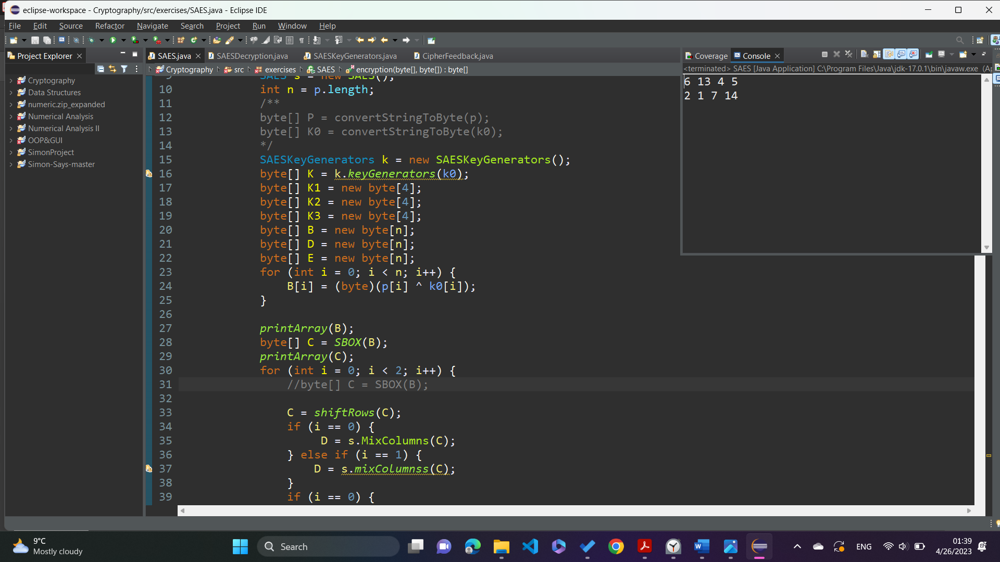 eclipse-workspace - Cryptography/src/exercises/SAES.java - Eclipse IDE
File Edit Source Refactor Navigate Search Project Run Window Help
Project Explorer
Cryptography
Data Structures
numeric.zip_expanded
Numerical Analysis
Numerical Analysis II
OOP&GUI
SimonProject
Simon-Says-master
SAES.java SAESDecryption.java SAESKeyGenerators.java CipherFeedback.java
Cryptography src exercises SAES encryption(byte[], byte[]) : byte[]
9 SAES s = new SAES();
10 int n = p.length;
11 /**
12 byte[] P = convertStringToByte(p);
13 byte[] K0 = convertStringToByte(k0);
14 */
15 SAESKeyGenerators k = new SAESKeyGenerators();
16 byte[] K = k.keyGenerators(k0);
17 byte[] K1 = new byte[4];
18 byte[] K2 = new byte[4];
19 byte[] K3 = new byte[4];
20 byte[] B = new byte[n];
21 byte[] D = new byte[n];
22 byte[] E = new byte[n];
23 for (int i = 0; i < n; i++) {
24 B[i] = (byte)(p[i] ^ k0[i]);
25 }
26
27 printArray(B);
28 byte[] C = SBOX(B);
29 printArray(C);
30 for (int i = 0; i < 2; i++) {
31 //byte[] C = SBOX(B);
32
33 C = shiftRows(C);
34 if (i == 0) {
35 D = s.MixColumns(C);
36 } else if (i == 1) {
37 D = s.mixColumnss(C);
38 }
39 if (i == 0) {
Coverage Console
<terminated> SAES [Java Application] C:\Program Files\Java\jdk-17.0.1\bin\javaw.exe (A
6 13 4 5
2 1 7 14
9°C
Mostly cloudy
Search
ENG
01:39
4/26/2023